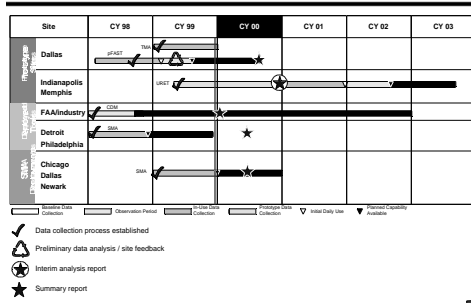 Site CY 98 CY 99 CY 00 CY 01 CY 02 CY 03
Dallas
TMA
pFAST
Indianapolis
Memphis
URET
FAA/industry
CDM
Detroit
Philadelphia
SMA
Chicago
Dallas
Newark
SMA
Baseline Data Collection
Observation Period
In-Use Data Collection
Prototype Data Collection
Initial Daily Use
Planned Capability Available
Data collection process established
Preliminary data analysis / site feedback
Interim analysis report
Summary report